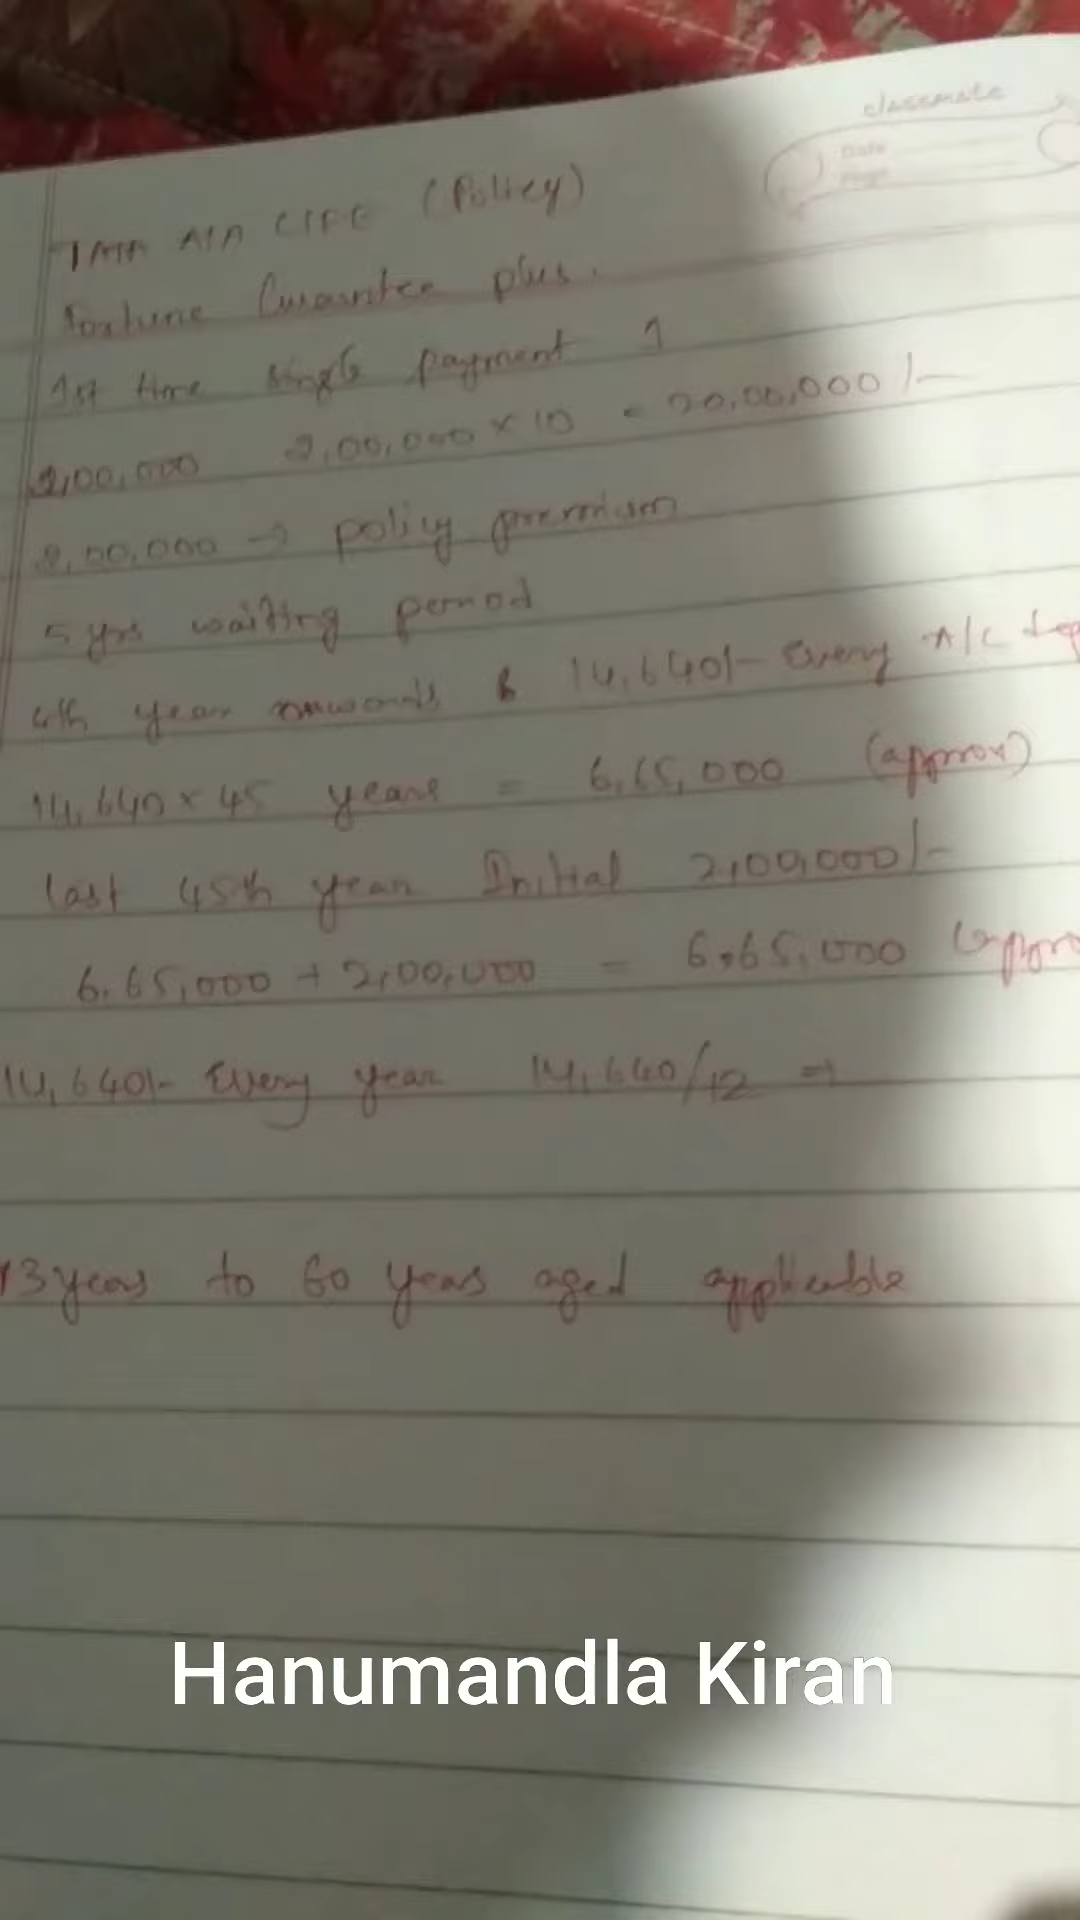 classmate
Date
Page
TATA AIA LIFE (Policy)
Fortune Guarantee plus.
1st time single payment 1
2,00,000 2,00,000 x 10 = 20,00,000/-
2,00,000 → policy premium
5 yrs waiting period
6th year onwards 14,640/- Every A/C
14,640 x 45 years = 6,65,000 (approx)
last 45th year Initial 2,00,000/-
6,65,000 + 2,00,000 = 6,65,000
14,640/- Every year 14,640/12 =
13 years to 60 years aged applicable
Hanumandla Kiran